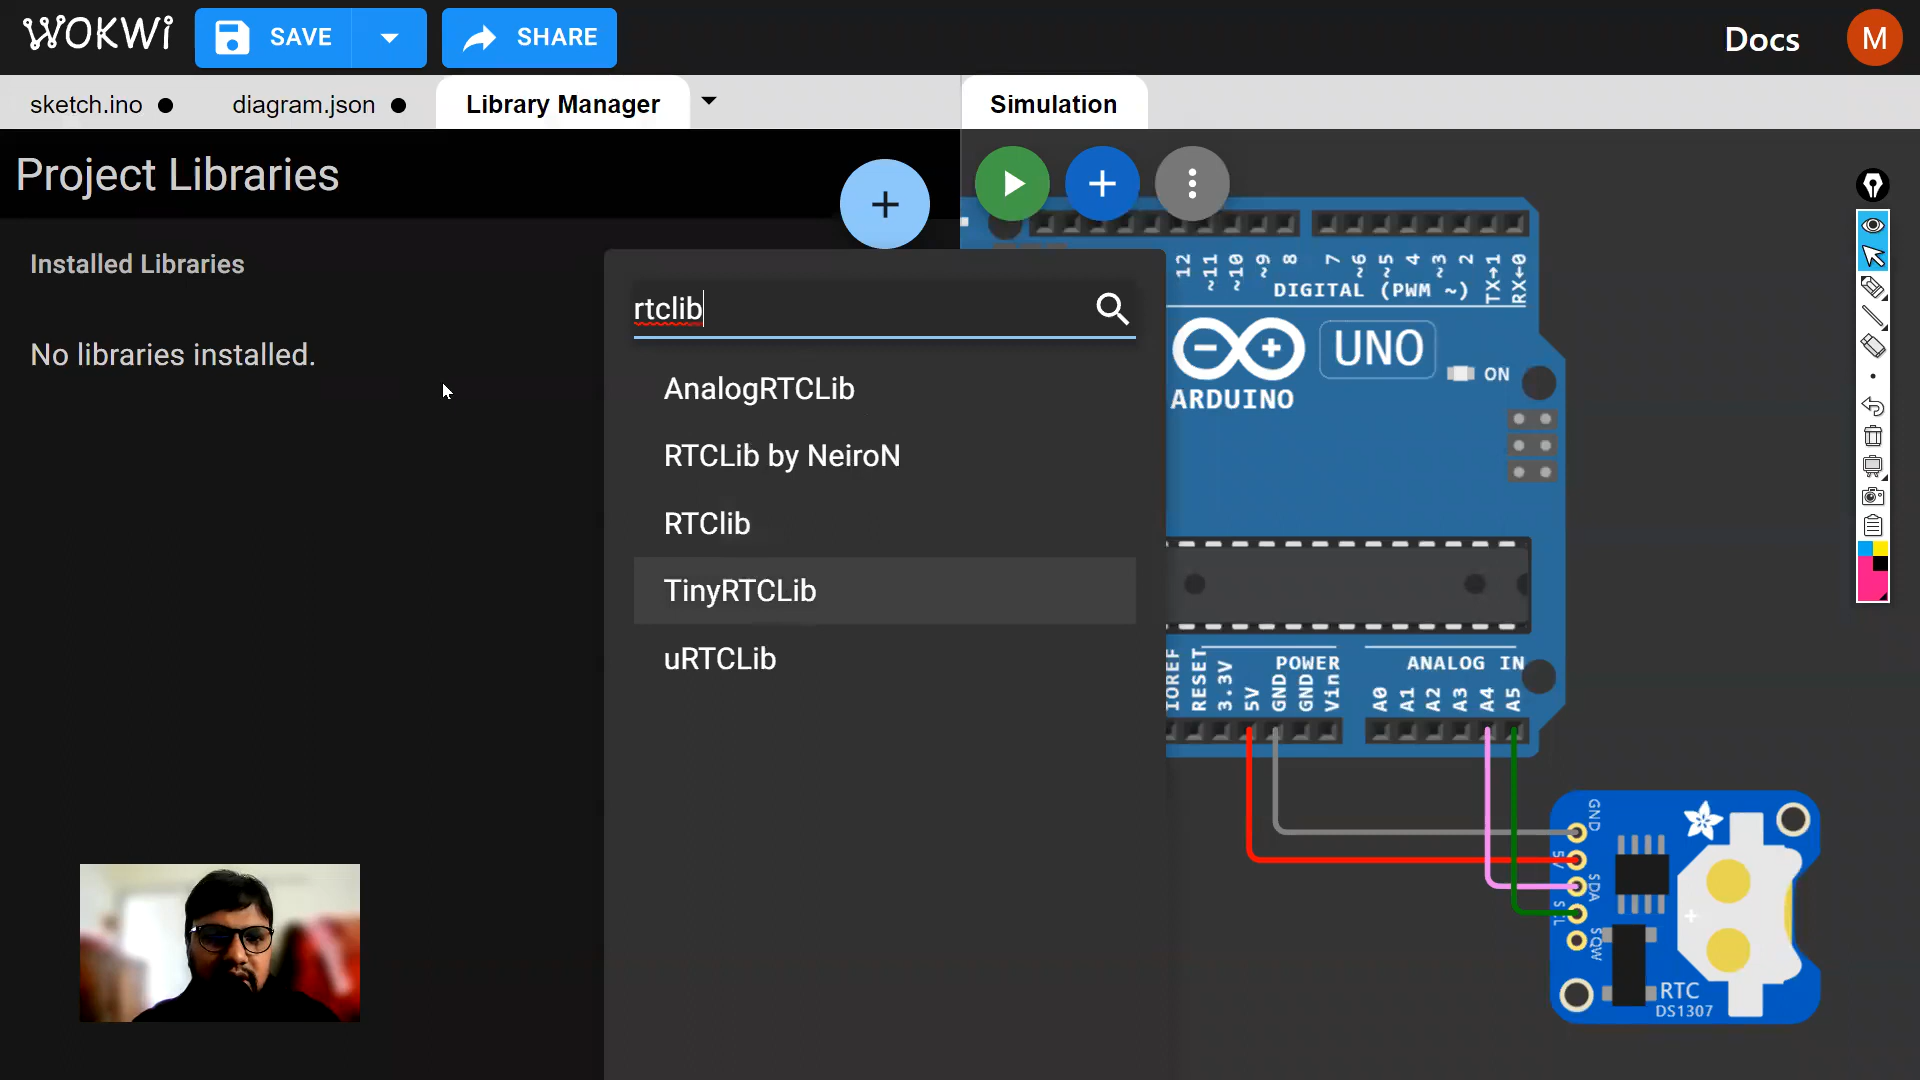 WOKWi
SAVE
SHARE
Docs
M
sketch.ino
diagram.json
Library Manager
Simulation
Project Libraries
Installed Libraries
No libraries installed.
rtclib
AnalogRTCLib
RTCLib by NeiroN
RTClib
TinyRTCLib
uRTCLib
12
~11
~10
~9
8
7
~6
~5
4
~3
2
TX→1
RX←0
DIGITAL (PWM ~)
UNO
ON
ARDUINO
IOREF
RESET
3.3V
5V
GND
GND
Vin
POWER
ANALOG IN
A0
A1
A2
A3
A4
A5
GND
5V
SDA
SCL
SQW
RTC
DS1307